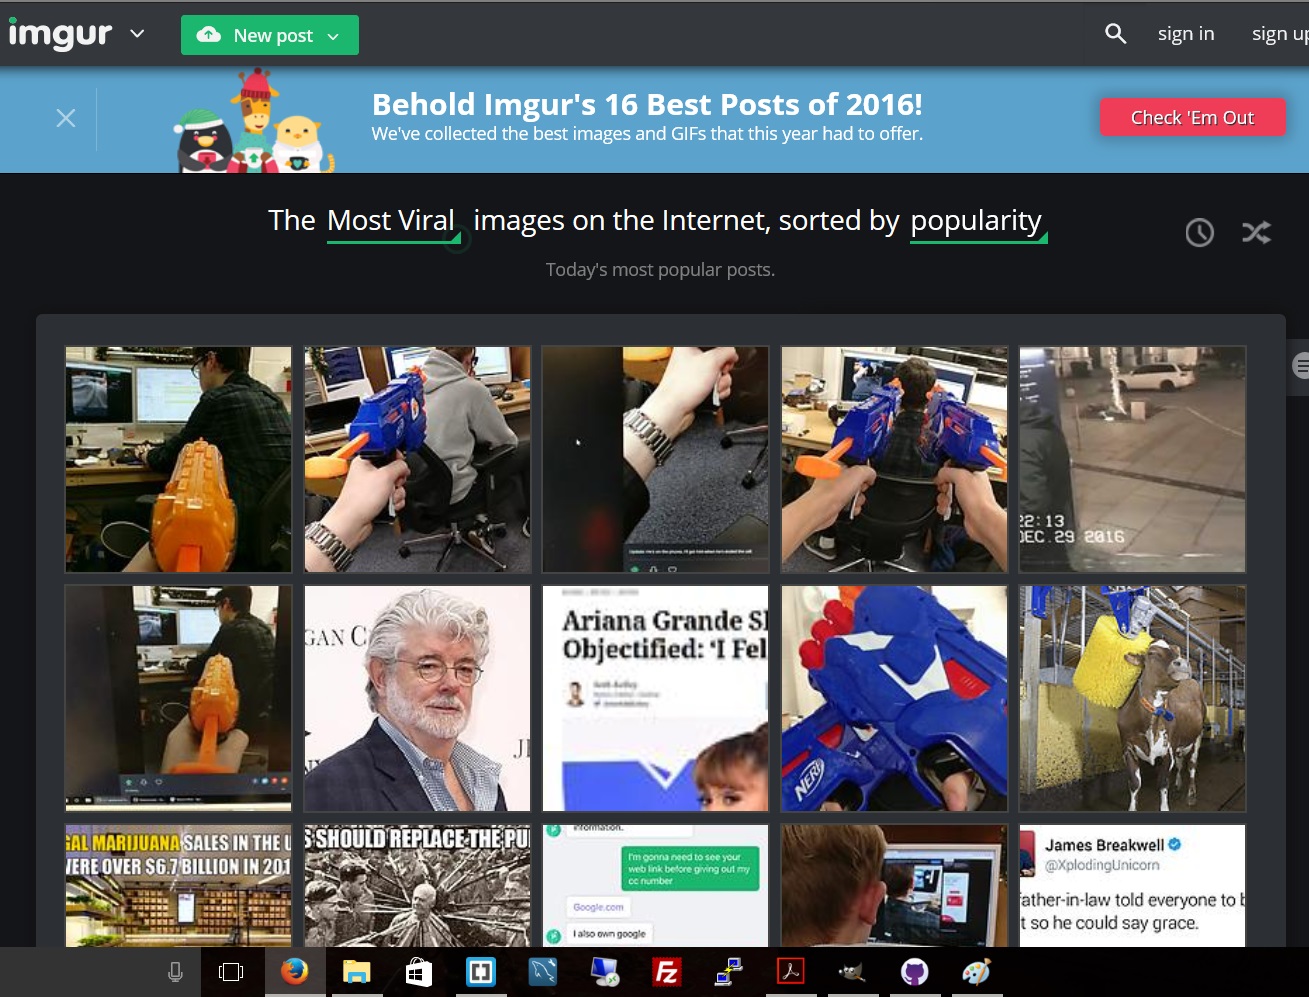 imgur
New post
sign in
sign up
Behold Imgur's 16 Best Posts of 2016!
We've collected the best images and GIFs that this year had to offer.
Check 'Em Out
The Most Viral images on the Internet, sorted by popularity
Today's most popular posts.
22:13
DEC.29 2016
GAN C
J
Ariana Grande Sl
Objectified: 'I Fel
NERF
GAL MARIJUANA SALES IN THE U
WERE OVER $6.7 BILLION IN 201
S SHOULD REPLACE THE PU
information.
I'm gonna need to see your
web link before giving out my
cc number
Google.com
I also own google
James Breakwell
@XplodingUnicorn
father-in-law told everyone to b
t so he could say grace.
Fz